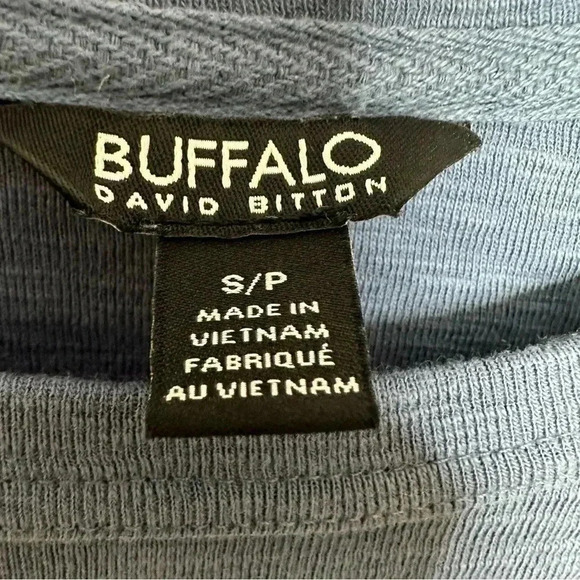 BUFFALO
DAVID BITTON
S/P
MADE IN
VIETNAM
FABRIQUÉ
AU VIETNAM